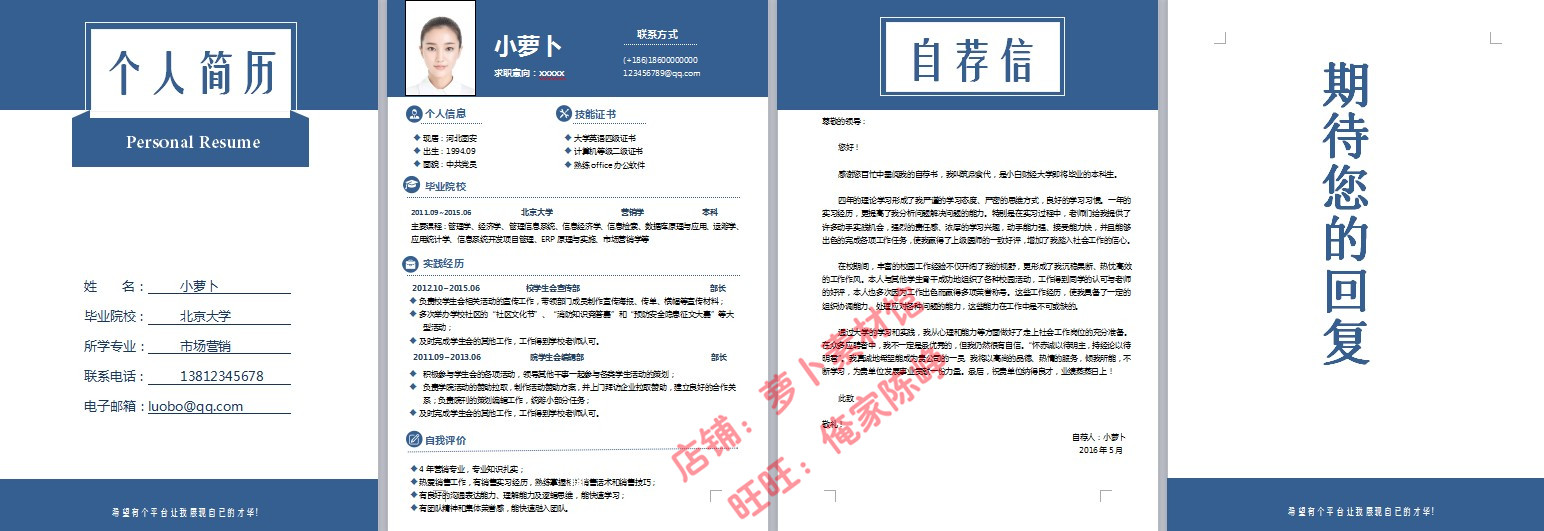 个人简历
Personal Resume
姓 名： 小萝卜
毕业院校： 北京大学
所学专业： 市场营销
联系电话： 13812345678
电子邮箱：luobo@qq.com
希望有个平台让我展现自已的才华!
小萝卜
求职意向：xxxxx
联系方式
(+186)18600000000
123456789@qq.com
个人信息
现居：河北固安
出生：1994.09
面貌：中共党员
技能证书
大学英语四级证书
计算机等级二级证书
熟练office办公软件
毕业院校
2011.09~2015.06 北京大学 营销学 本科
主要课程：管理学、经济学、管理信息系统、信息经济学、信息检索、数据库原理与应用、运筹学、
应用统计学、信息系统开发项目管理、ERP 原理与实施、市场营销学等
实践经历
2012.10~2015.06 校学生会宣传部 部长
负责校学生会相关活动的宣传工作，带领部门成员制作宣传海报、传单、横幅等宣传材料；
多次举办学校社区的“社区文化节”、“消防知识竞答赛”和“预防安全隐患征文大赛”等大
型活动；
及时完成学生会的其他工作，工作得到学校老师认可。
2011.09~2013.06 院学生会编辑部 部长
积极参与学生会的各项活动，领导其他干事一起参与各类学生活动的策划；
负责学院活动的赞助拉取，制作活动赞助方案，并上门拜访企业拉取赞助，建立良好的合作关
系；负责院刊的策划编辑工作，统筹小部分任务；
及时完成学生会的其他工作，工作得到学校老师认可。
自我评价
4 年营销专业，专业知识扎实；
热爱销售工作，有销售实习经历，熟练掌握相关销售话术和销售技巧；
有良好的沟通表达能力、理解能力及逻辑思维，能快速学习；
有团队精神和集体荣誉感，能快速融入团队。
自荐信
尊敬的领导：
您好！
感谢您百忙中垂阅我的自荐书，我叫凯添食代，是小白财经大学即将毕业的本科生。
四年的理论学习形成了我严谨的学习态度、严密的思维方式，良好的学习习惯。一年的
实习经历，更提高了我分析问题解决问题的能力。特别是在实习过程中，老师们给我提供了
许多动手实践机会，强烈的责任感、浓厚的学习兴趣，动手能力强、接受能力快，并且能够
出色的完成各项工作任务，使我赢得了上级医师的一致好评，增加了我踏入社会工作的信心。
在校期间，丰富的校园工作经验不仅开阔了我的视野，更形成了我沉稳果断、热忱高效
的工作作风。本人与其他学生骨干成功地组织了各种校园活动，工作得到同学的认可与老师
的好评，本人也多次因为工作出色而赢得多项荣誉称号。这些工作经历，使我具备了一定的
组织协调能力，处理应对各种问题的能力，这些能力在工作中是不可或缺的。
通过大学的学习和实践，我从心理和能力等方面做好了走上社会工作岗位的充分准备。
在众多应聘者中，我不一定是最优秀的，但我仍然很有自信。“怀赤诚以待明主，持经论以待
明君”，我真诚地希望能成为贵公司的一员 我将以高尚的品德、热情的服务，倾我所能，不
断学习，为贵单位发展事业贡献一份力量。最后，祝贵单位纳得良才，业绩蒸蒸日上！
此致
敬礼！
自荐人：小萝卜
2016 年 5 月
店铺：萝卜素材馆
旺旺：俺家陈峥
期待您的回复
希望有个平台让我展现自已的才华!